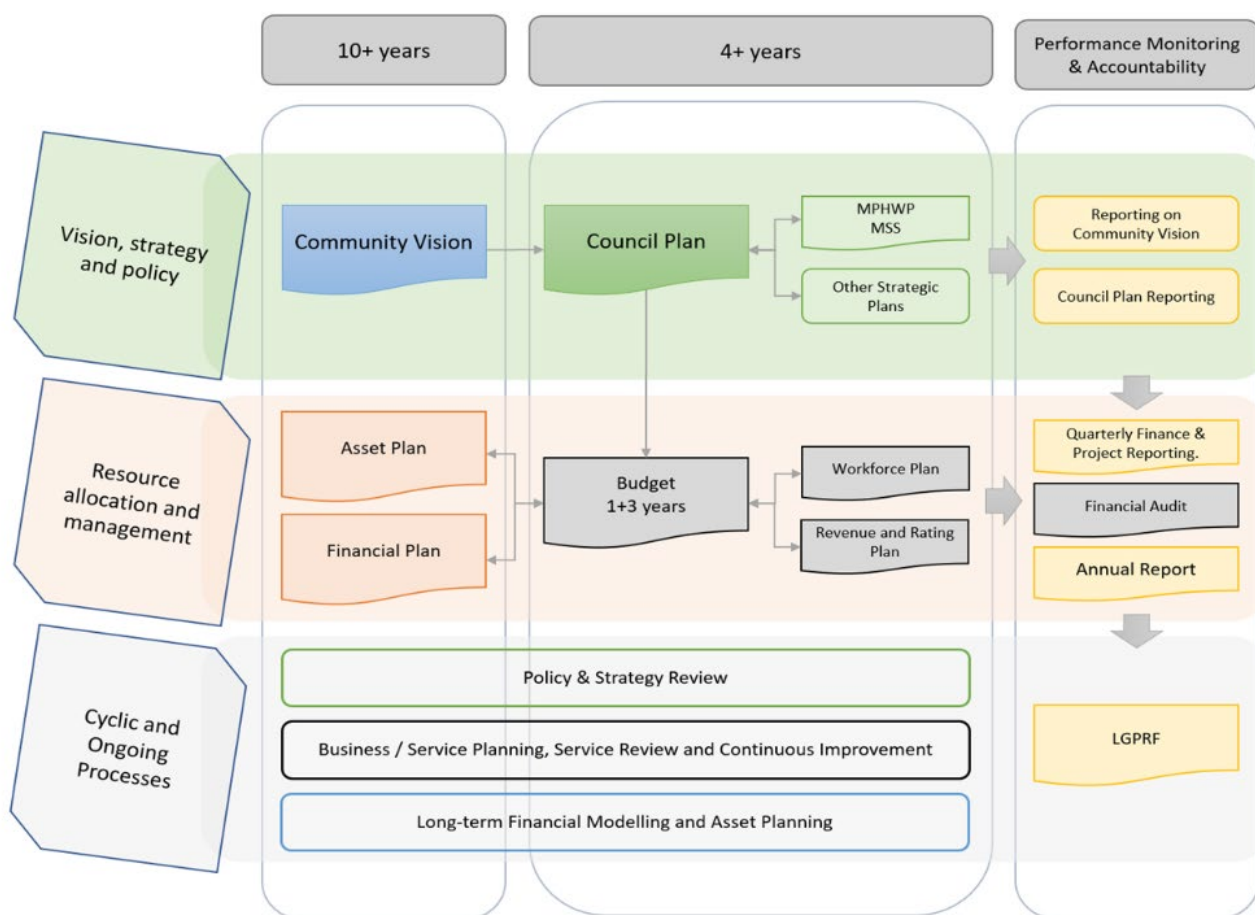 10+ years
4+ years
Performance Monitoring
& Accountability
Vision, strategy
and policy
Community Vision
Council Plan
MPHWP
MSS
Other Strategic
Plans
Reporting on
Community Vision
Council Plan Reporting
Resource
allocation and
management
Asset Plan
Financial Plan
Budget
1+3 years
Workforce Plan
Revenue and Rating
Plan
Quarterly Finance &
Project Reporting.
Financial Audit
Annual Report
Cyclic and
Ongoing
Processes
Policy & Strategy Review
Business / Service Planning, Service Review and Continuous Improvement
Long-term Financial Modelling and Asset Planning
LGPRF